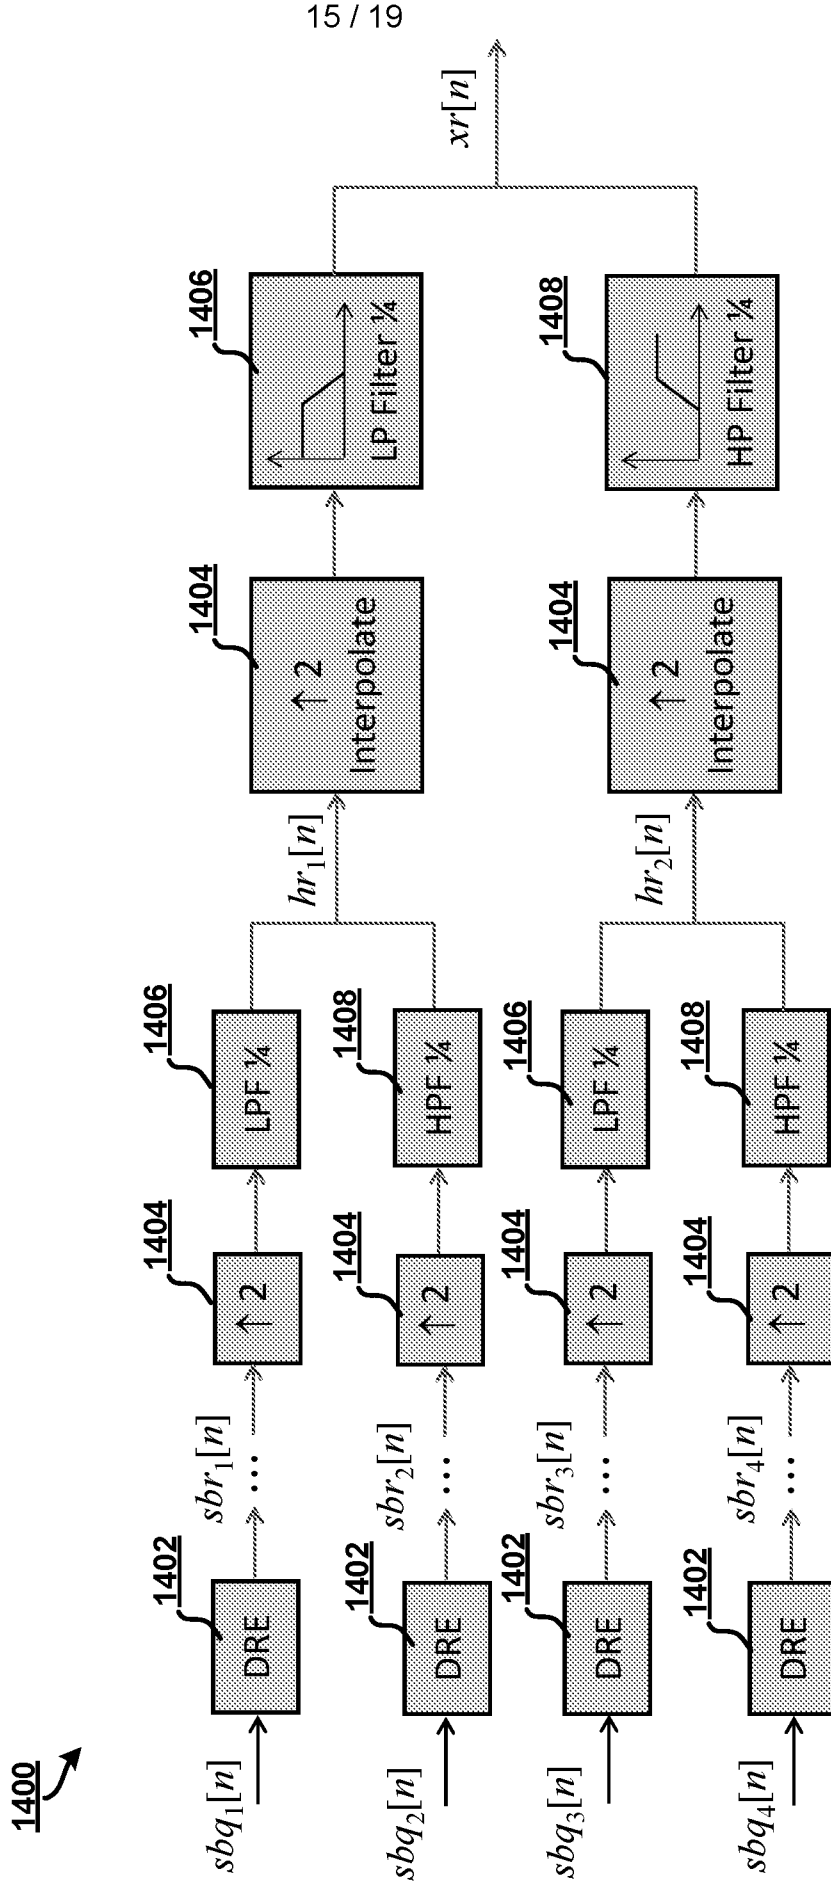 15 / 19
1400
sbq₁[n]
1402
DRE
sbr₁[n]
...
1404
↑ 2
1406
LPF ¼
sbq₂[n]
1402
DRE
sbr₂[n]
...
1404
↑ 2
1408
HPF ¼
hr₁[n]
1404
↑ 2
Interpolate
1406
LP Filter ¼
sbq₃[n]
1402
DRE
sbr₃[n]
...
1404
↑ 2
1406
LPF ¼
sbq₄[n]
1402
DRE
sbr₄[n]
...
1404
↑ 2
1408
HPF ¼
hr₂[n]
1404
↑ 2
Interpolate
1408
HP Filter ¼
xr[n]